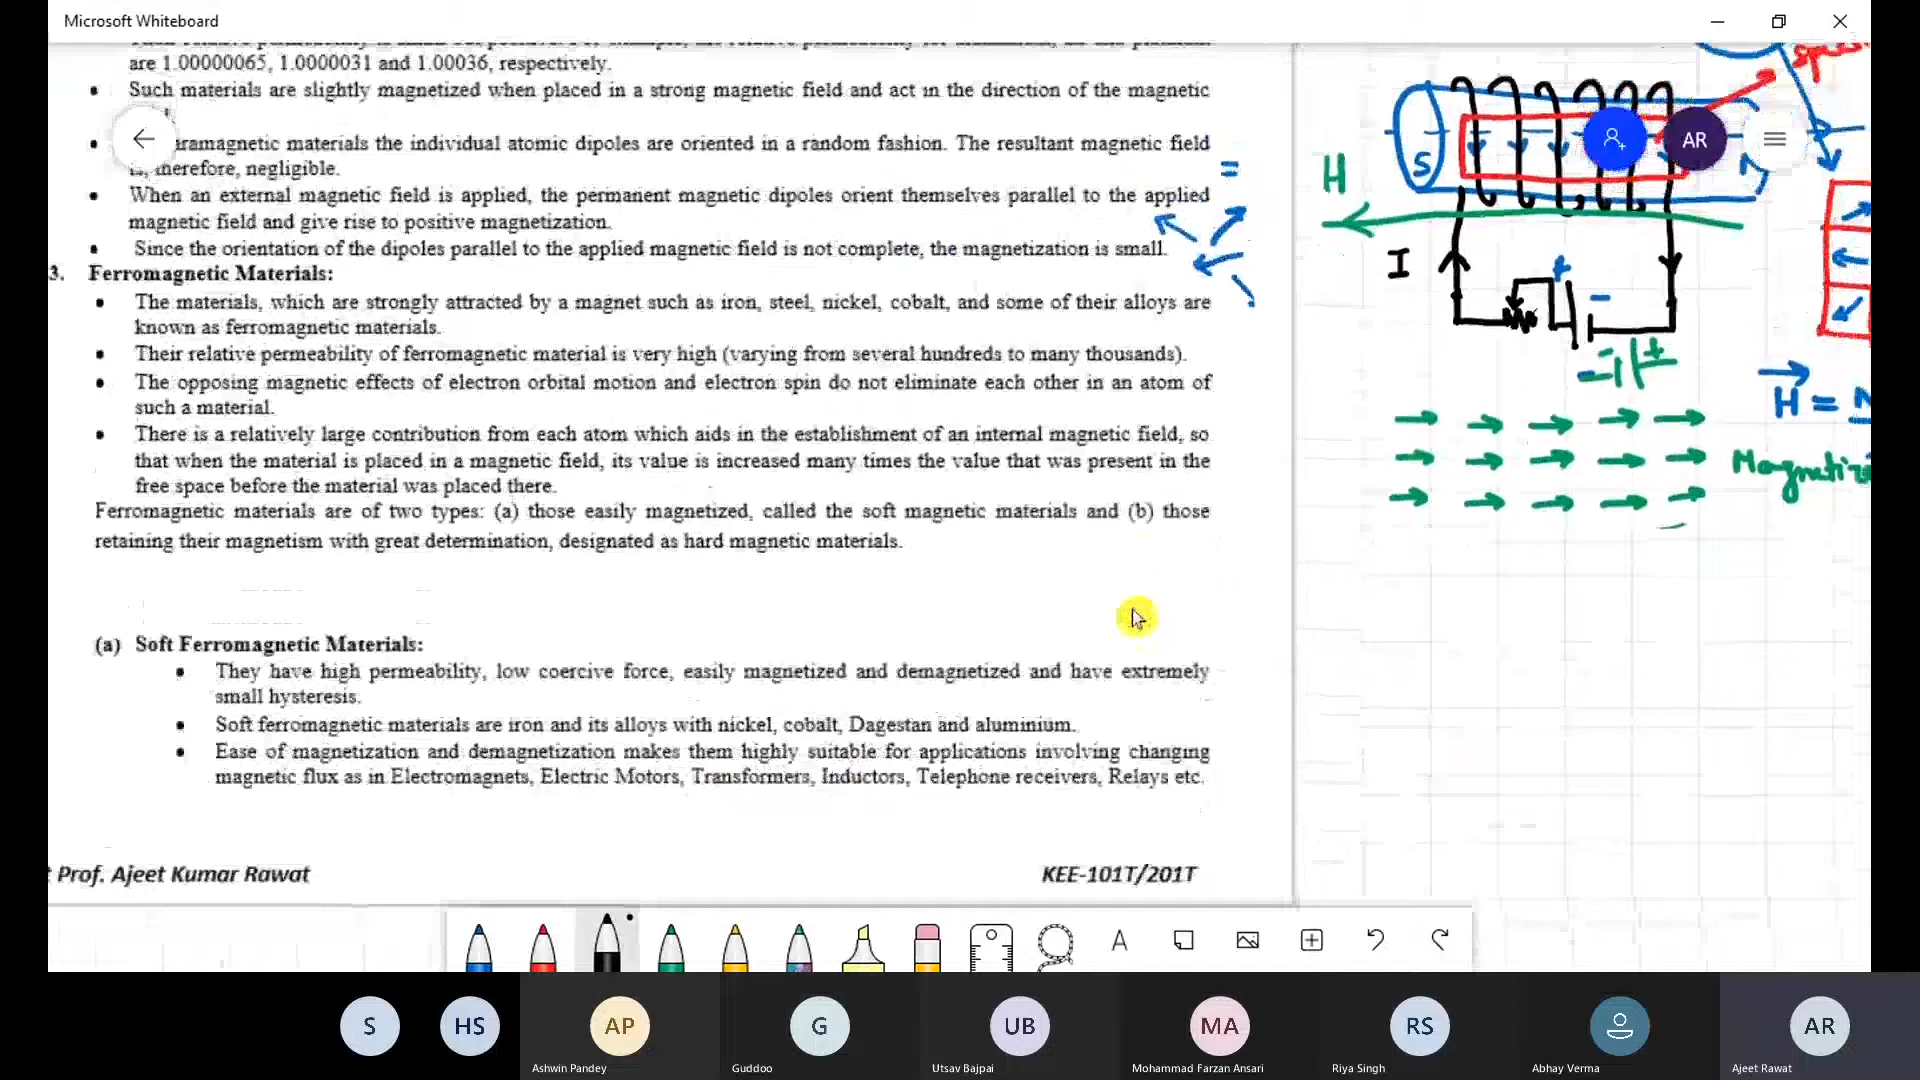 Microsoft Whiteboard
are 1.00000065, 1.0000031 and 1.00036, respectively.
Such materials are slightly magnetized when placed in a strong magnetic field and act in the direction of the magnetic
materials the individual atomic dipoles are oriented in a random fashion. The resultant magnetic field
therefore, negligible.
When an external magnetic field is applied, the permanent magnetic dipoles orient themselves parallel to the applied
magnetic field and give rise to positive magnetization.
Since the orientation of the dipoles parallel to the applied magnetic field is not complete, the magnetization is small.
3. Ferromagnetic Materials:
The materials, which are strongly attracted by a magnet such as iron, steel, nickel, cobalt, and some of their alloys are
known as ferromagnetic materials.
Their relative permeability of ferromagnetic material is very high (varying from several hundreds to many thousands).
The opposing magnetic effects of electron orbital motion and electron spin do not eliminate each other in an atom of
such a material.
There is a relatively large contribution from each atom which aids in the establishment of an internal magnetic field, so
that when the material is placed in a magnetic field, its value is increased many times the value that was present in the
free space before the material was placed there.
Ferromagnetic materials are of two types: (a) those easily magnetized, called the soft magnetic materials and (b) those
retaining their magnetism with great determination, designated as hard magnetic materials.
(a) Soft Ferromagnetic Materials:
They have high permeability, low coercive force, easily magnetized and demagnetized and have extremely
small hysteresis.
Soft ferromagnetic materials are iron and its alloys with nickel, cobalt, Dagestan and aluminium.
Ease of magnetization and demagnetization makes them highly suitable for applications involving changing
magnetic flux as in Electromagnets, Electric Motors, Transformers, Inductors, Telephone receivers, Relays etc.
Prof. Ajeet Kumar Rawat
KEE-101T/201T
=
S
AR
H
I
+
-
- +
H =
A
S
HS
AP
G
UB
MA
RS
AR
Ashwin Pandey
Guddoo
Utsav Bajpai
Mohammad Farzan Ansari
Riya Singh
Abhay Verma
Ajeet Rawat